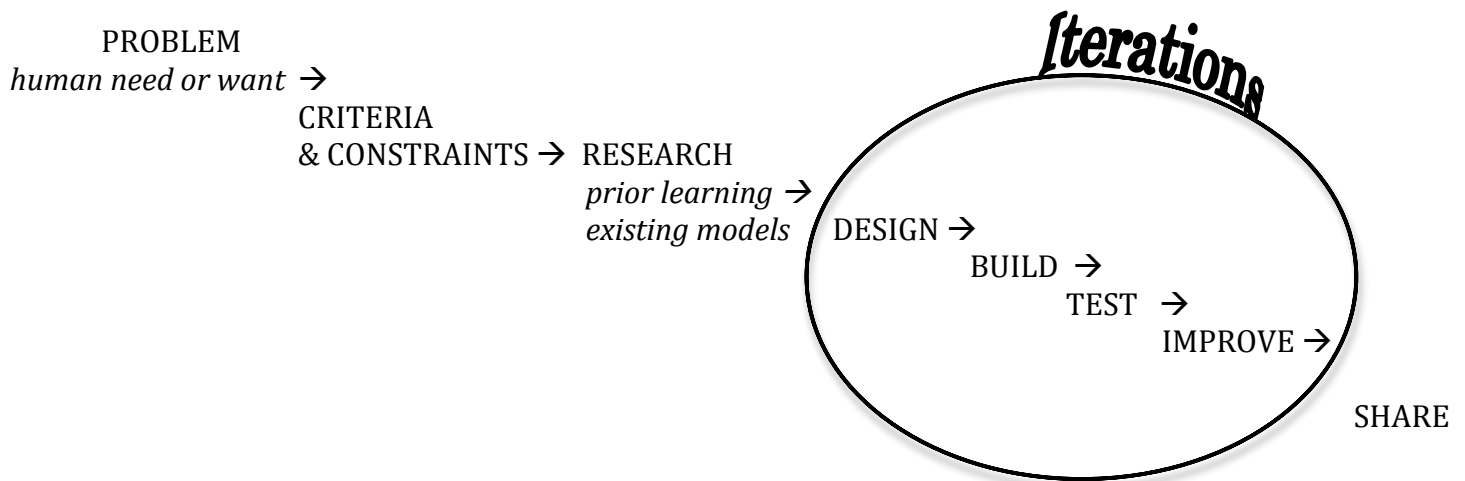 Iterations
PROBLEM
human need or want →
CRITERIA
& CONSTRAINTS → RESEARCH
prior learning →
existing models DESIGN →
BUILD →
TEST →
IMPROVE →
SHARE